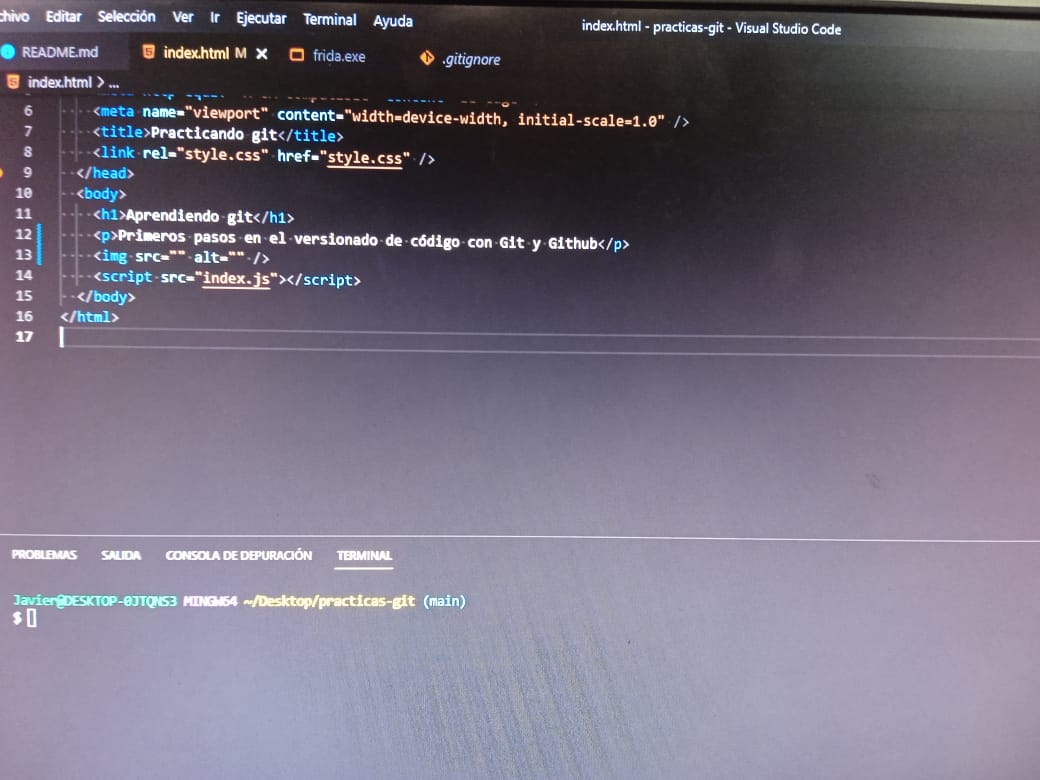 chivo Editar Selección Ver Ir Ejecutar Terminal Ayuda
index.html - practicas-git - Visual Studio Code
README.md index.html M frida.exe .gitignore
index.html > ...
6 <meta name="viewport" content="width=device-width, initial-scale=1.0" />
7 <title>Practicando git</title>
8 <link rel="style.css" href="style.css" />
9 </head>
10 <body>
11 <h1>Aprendiendo git</h1>
12 <p>Primeros pasos en el versionado de código con Git y Github</p>
13 <img src="" alt="" />
14 <script src="index.js"></script>
15 </body>
16 </html>
17
PROBLEMAS SALIDA CONSOLA DE DEPURACIÓN TERMINAL
Javier@DESKTOP-0JTQNS3 MINGW64 ~/Desktop/practicas-git (main)
$